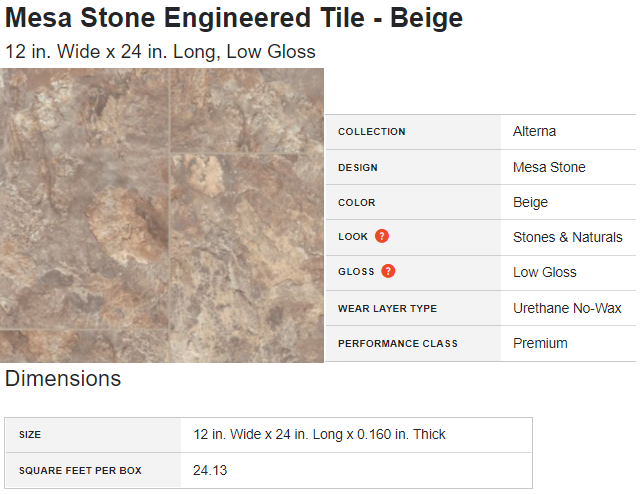 Mesa Stone Engineered Tile - Beige
12 in. Wide x 24 in. Long, Low Gloss
COLLECTION Alterna
DESIGN Mesa Stone
COLOR Beige
LOOK ? Stones & Naturals
GLOSS ? Low Gloss
WEAR LAYER TYPE Urethane No-Wax
PERFORMANCE CLASS Premium
Dimensions
SIZE 12 in. Wide x 24 in. Long x 0.160 in. Thick
SQUARE FEET PER BOX 24.13